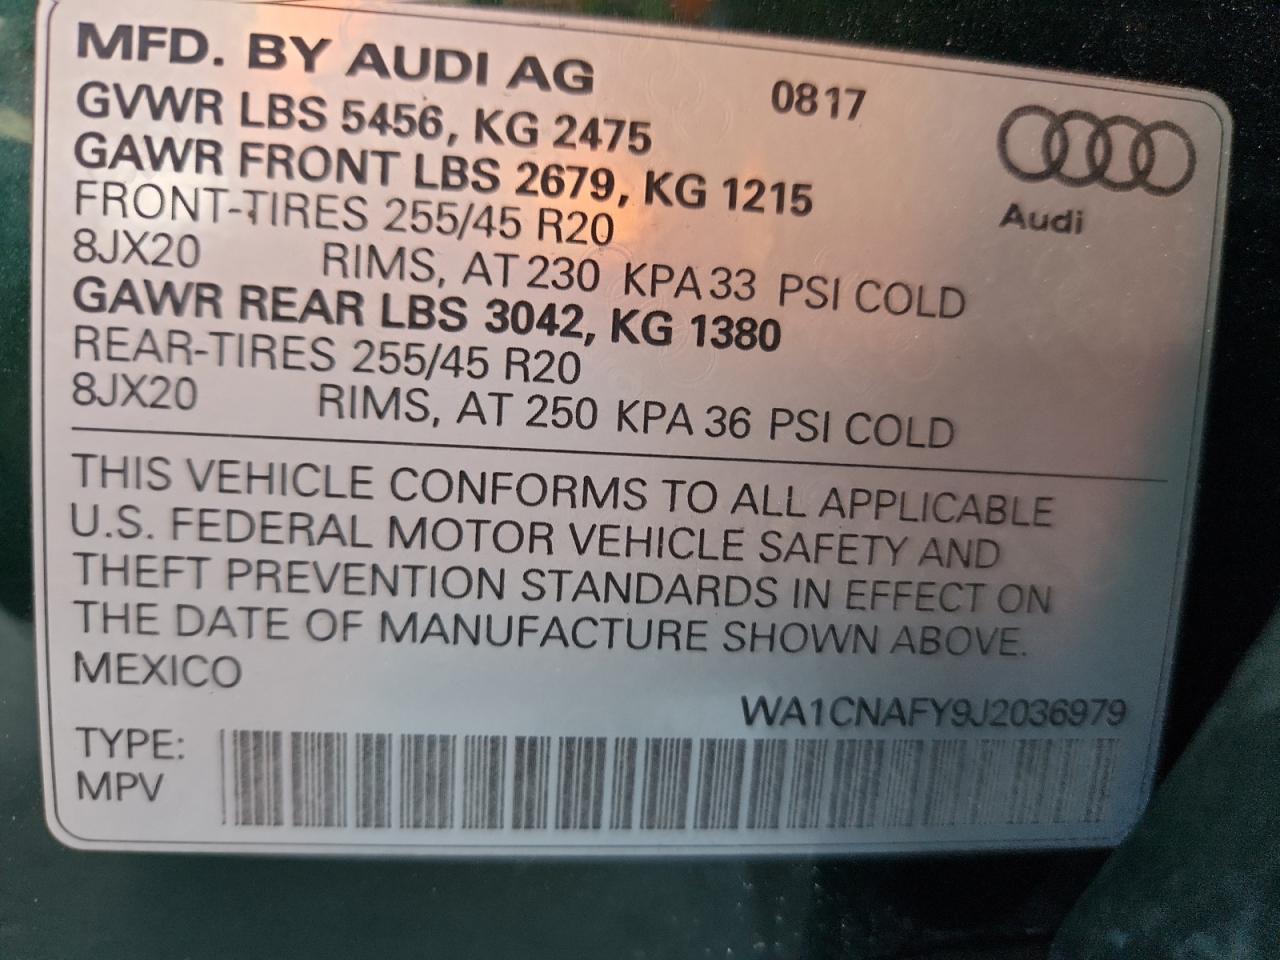 MFD. BY AUDI AG 0817
GVWR LBS 5456, KG 2475
GAWR FRONT LBS 2679, KG 1215
FRONT-TIRES 255/45 R20
8JX20 RIMS, AT 230 KPA 33 PSI COLD
Audi
GAWR REAR LBS 3042, KG 1380
REAR-TIRES 255/45 R20
8JX20 RIMS, AT 250 KPA 36 PSI COLD
THIS VEHICLE CONFORMS TO ALL APPLICABLE
U.S. FEDERAL MOTOR VEHICLE SAFETY AND
THEFT PREVENTION STANDARDS IN EFFECT ON
THE DATE OF MANUFACTURE SHOWN ABOVE.
MEXICO
WA1CNAFY9J2036979
TYPE:
MPV